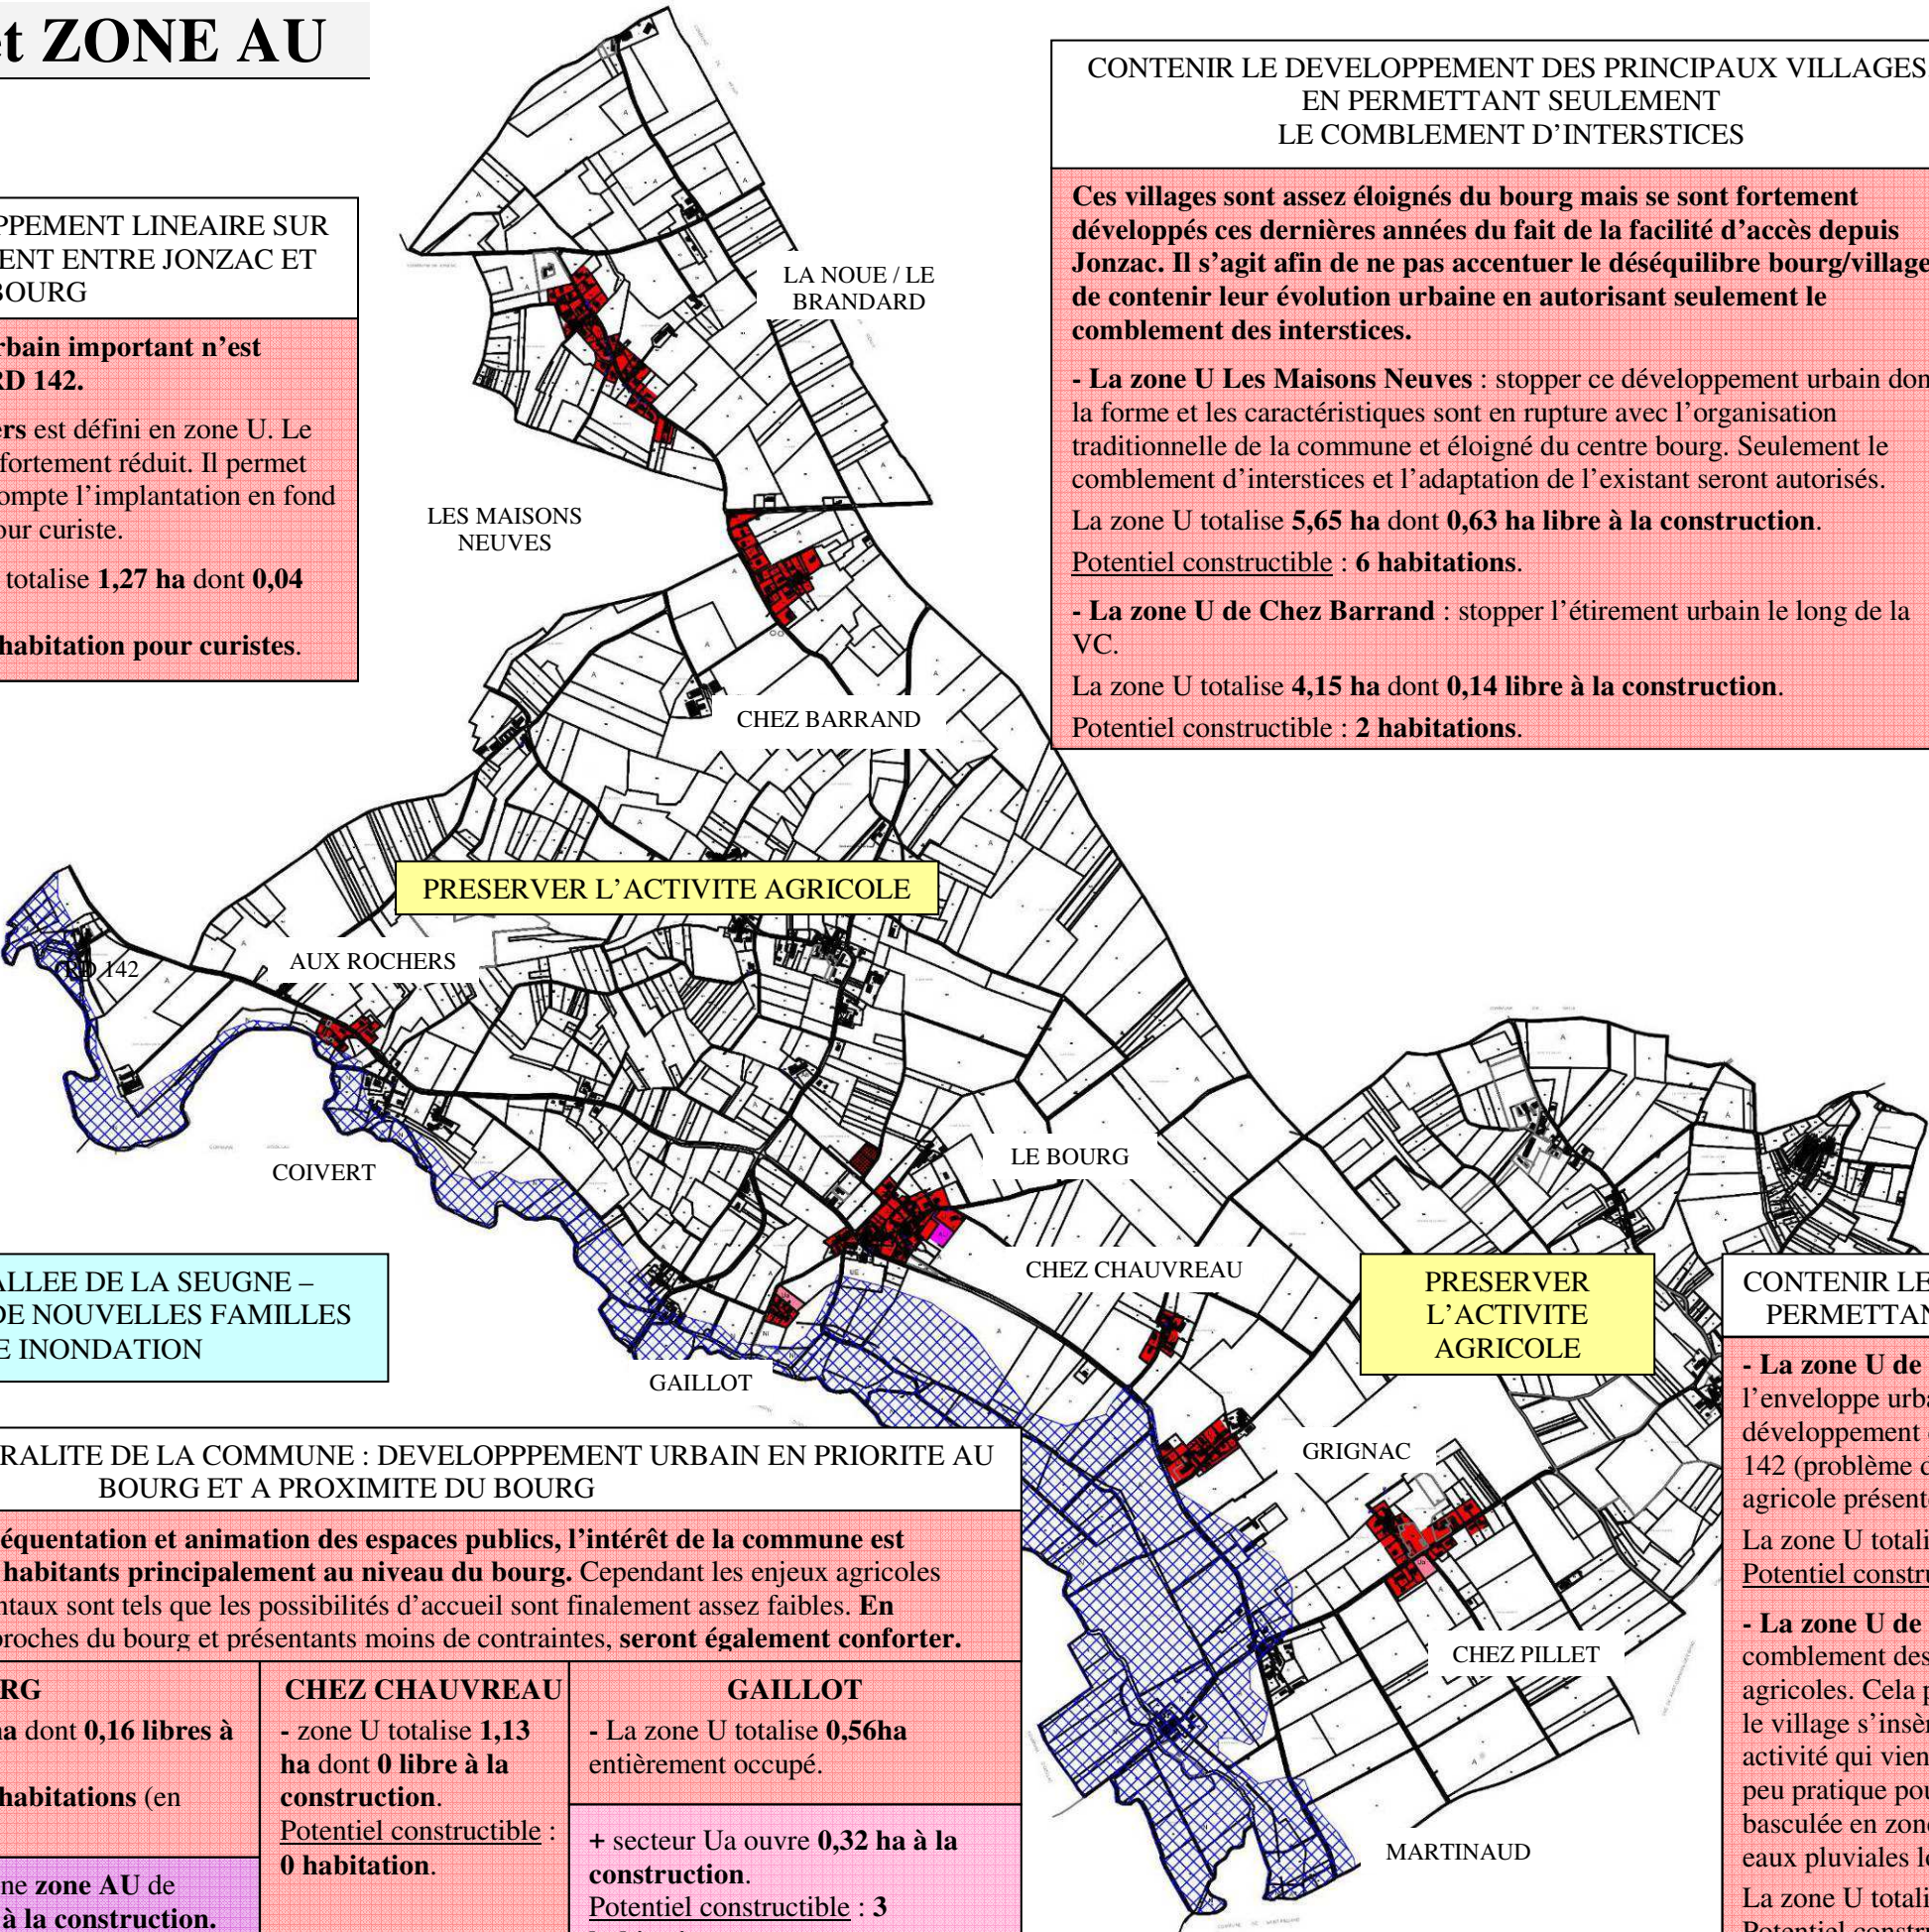 et ZONE AU
PPEMENT LINEAIRE SUR
ENT ENTRE JONZAC ET
BOURG
rbain important n’est
RD 142.
ers est défini en zone U. Le
fortement réduit. Il permet
ompte l’implantation en fond
our curiste.
totalise 1,27 ha dont 0,04
habitation pour curistes.
LA NOUE / LE
BRANDARD
LES MAISONS
NEUVES
CHEZ BARRAND
CONTENIR LE DEVELOPPEMENT DES PRINCIPAUX VILLAGES
EN PERMETTANT SEULEMENT
LE COMBLEMENT D’INTERSTICES
Ces villages sont assez éloignés du bourg mais se sont fortement
développés ces dernières années du fait de la facilité d’accès depuis
Jonzac. Il s’agit afin de ne pas accentuer le déséquilibre bourg/village
de contenir leur évolution urbaine en autorisant seulement le
comblement des interstices.
- La zone U Les Maisons Neuves : stopper ce développement urbain don
la forme et les caractéristiques sont en rupture avec l’organisation
traditionnelle de la commune et éloigné du centre bourg. Seulement le
comblement d’interstices et l’adaptation de l’existant seront autorisés.
La zone U totalise 5,65 ha dont 0,63 ha libre à la construction.
Potentiel constructible : 6 habitations.
- La zone U de Chez Barrand : stopper l’étirement urbain le long de la
VC.
La zone U totalise 4,15 ha dont 0,14 libre à la construction.
Potentiel constructible : 2 habitations.
PRESERVER L’ACTIVITE AGRICOLE
RD 142
AUX ROCHERS
COIVERT
LE BOURG
CHEZ CHAUVREAU
GAILLOT
GRIGNAC
CHEZ PILLET
MARTINAUD
PRESERVER
L’ACTIVITE
AGRICOLE
ALLEE DE LA SEUGNE –
DE NOUVELLES FAMILLES
E INONDATION
RALITE DE LA COMMUNE : DEVELOPPPEMENT URBAIN EN PRIORITE AU
BOURG ET A PROXIMITE DU BOURG
équentation et animation des espaces publics, l’intérêt de la commune est
habitants principalement au niveau du bourg. Cependant les enjeux agricoles
ntaux sont tels que les possibilités d’accueil sont finalement assez faibles. En
proches du bourg et présentants moins de contraintes, seront également conforter.
RG
ha dont 0,16 libres à
habitations (en
ne zone AU de
à la construction.
CHEZ CHAUVREAU
- zone U totalise 1,13
ha dont 0 libre à la
construction.
Potentiel constructible :
0 habitation.
GAILLOT
- La zone U totalise 0,56ha
entièrement occupé.
+ secteur Ua ouvre 0,32 ha à la
construction.
Potentiel constructible : 3
CONTENIR LE
PERMETTAN
- La zone U de
l’enveloppe urba
développement
142 (problème d
agricole présent
La zone U totali
Potentiel constru
- La zone U de
comblement des
agricoles. Cela p
le village s’insè
activité qui vien
peu pratique pou
basculée en zon
eaux pluviales l
La zone U totali
Potentiel constru